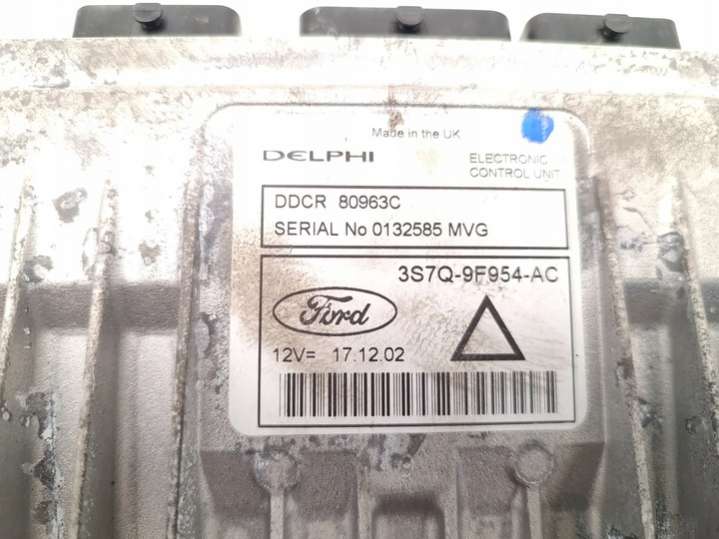 Made in the UK
DELPHI
ELECTRONIC
CONTROL UNIT
DDCR 80963C
SERIAL No 0132585 MVG
3S7Q-9F954-AC
Ford
12V= 17.12.02